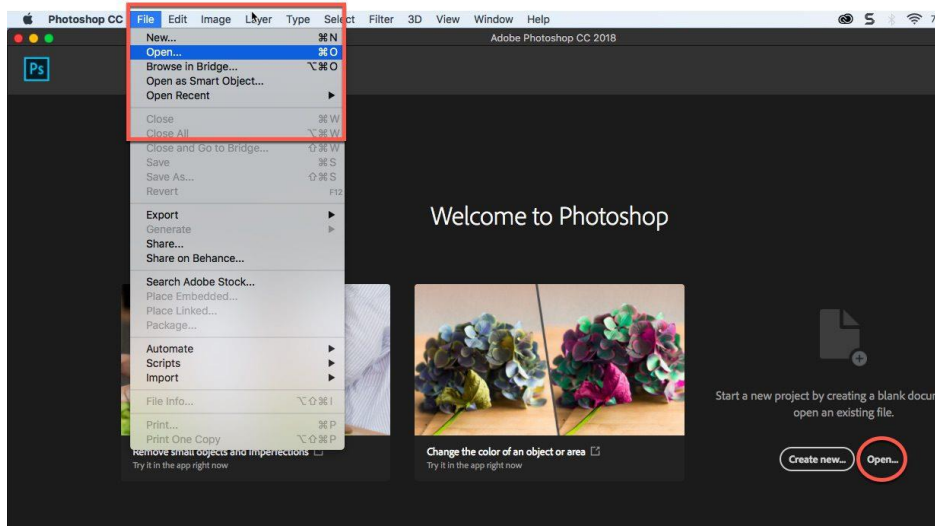 Photoshop CC File Edit Image Layer Type Select Filter 3D View Window Help
Adobe Photoshop CC 2018
Ps
New... ⌘N
Open... ⌘O
Browse in Bridge... ⌥⌘O
Open as Smart Object...
Open Recent
Close ⌘W
Close All ⌥⌘W
Close and Go to Bridge... ⇧⌘W
Save ⌘S
Save As... ⇧⌘S
Revert F12
Export
Generate
Share...
Share on Behance...
Search Adobe Stock...
Place Embedded...
Place Linked...
Package...
Automate
Scripts
Import
File Info... ⌥⇧⌘I
Print... ⌘P
Print One Copy ⌥⇧⌘P
Welcome to Photoshop
Remove small objects and imperfections
Try it in the app right now
Change the color of an object or area
Try it in the app right now
Start a new project by creating a blank docu
open an existing file.
Create new... Open...